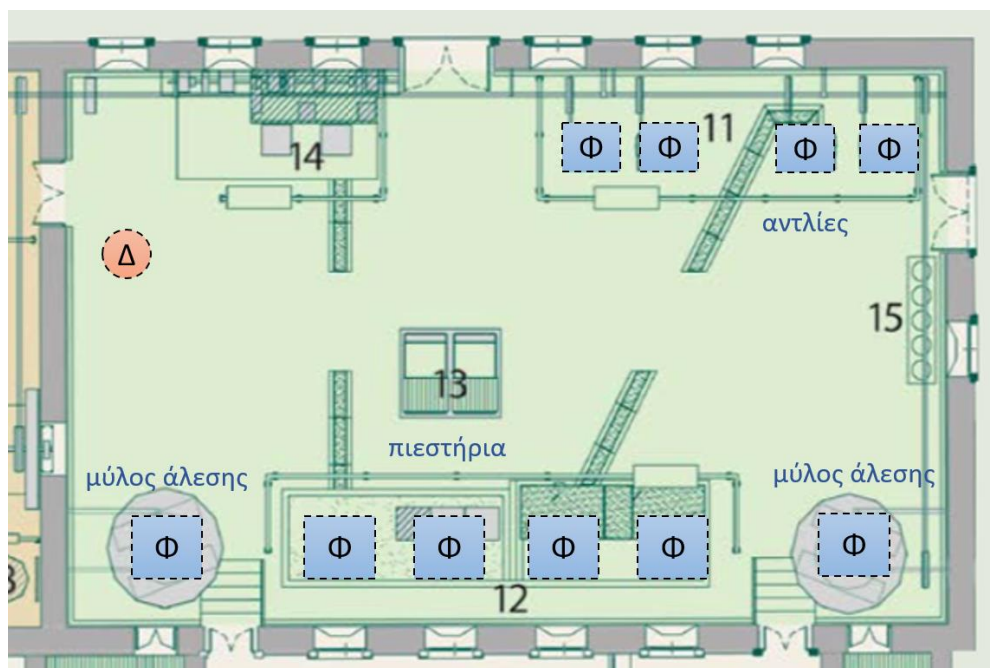 Φ Φ 11 Φ Φ
14
αντλίες
Δ
15
13
πιεστήρια
μύλος άλεσης
μύλος άλεσης
Φ Φ Φ Φ Φ Φ
12